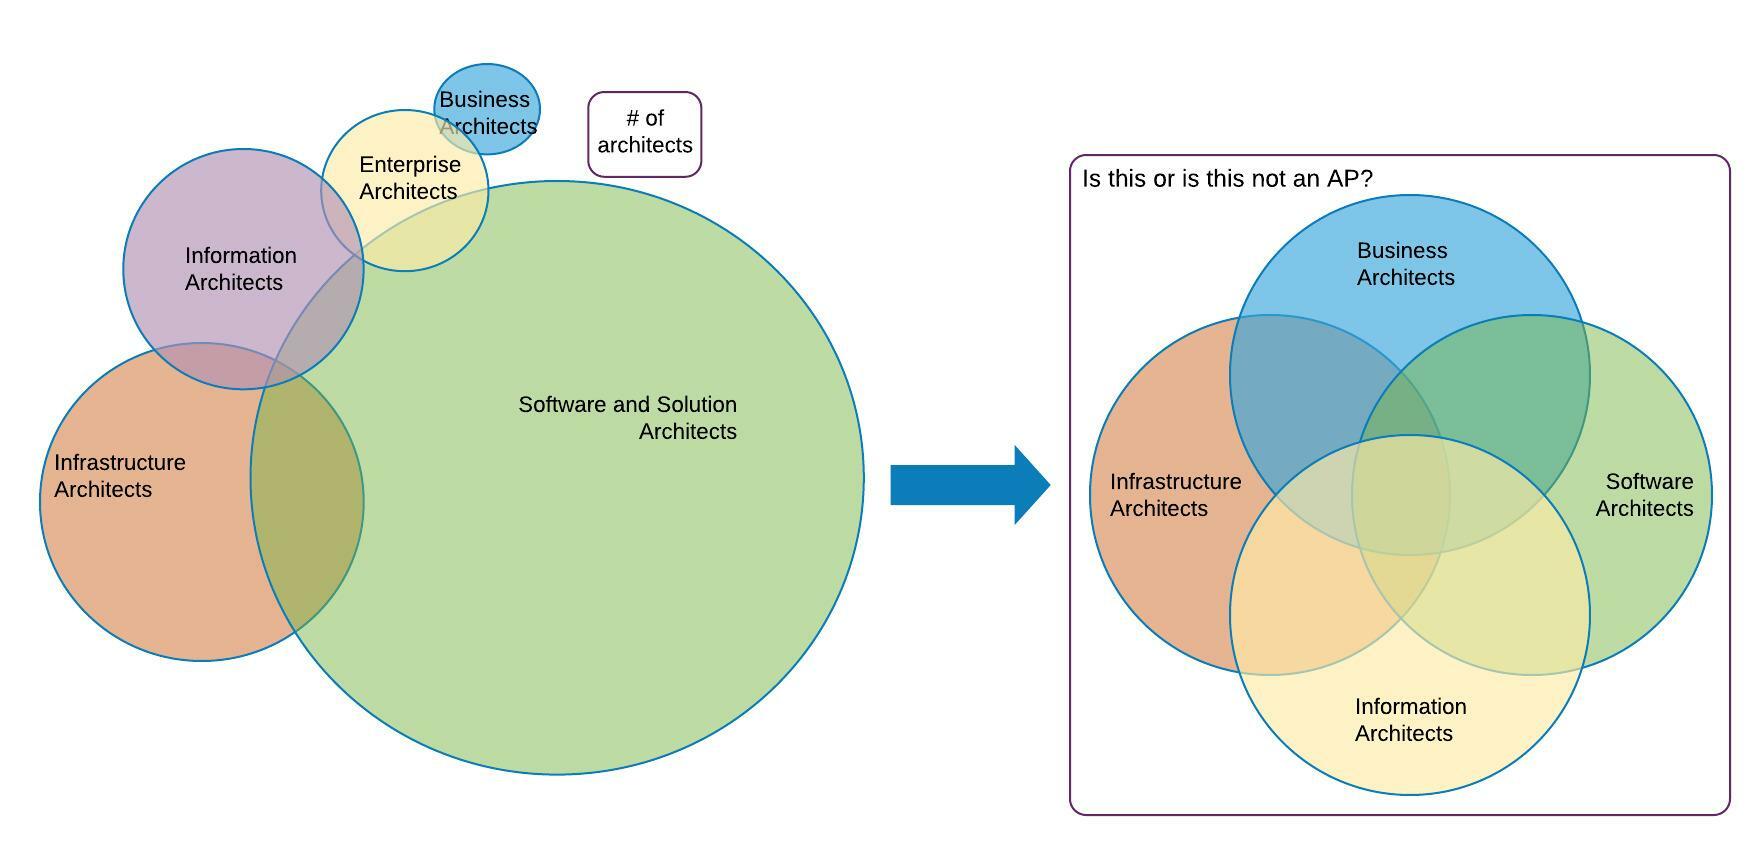 Business
Architects
# of
architects
Enterprise
Architects
Information
Architects
Software and Solution
Architects
Infrastructure
Architects
Is this or is this not an AP?
Business
Architects
Infrastructure
Architects
Software
Architects
Information
Architects